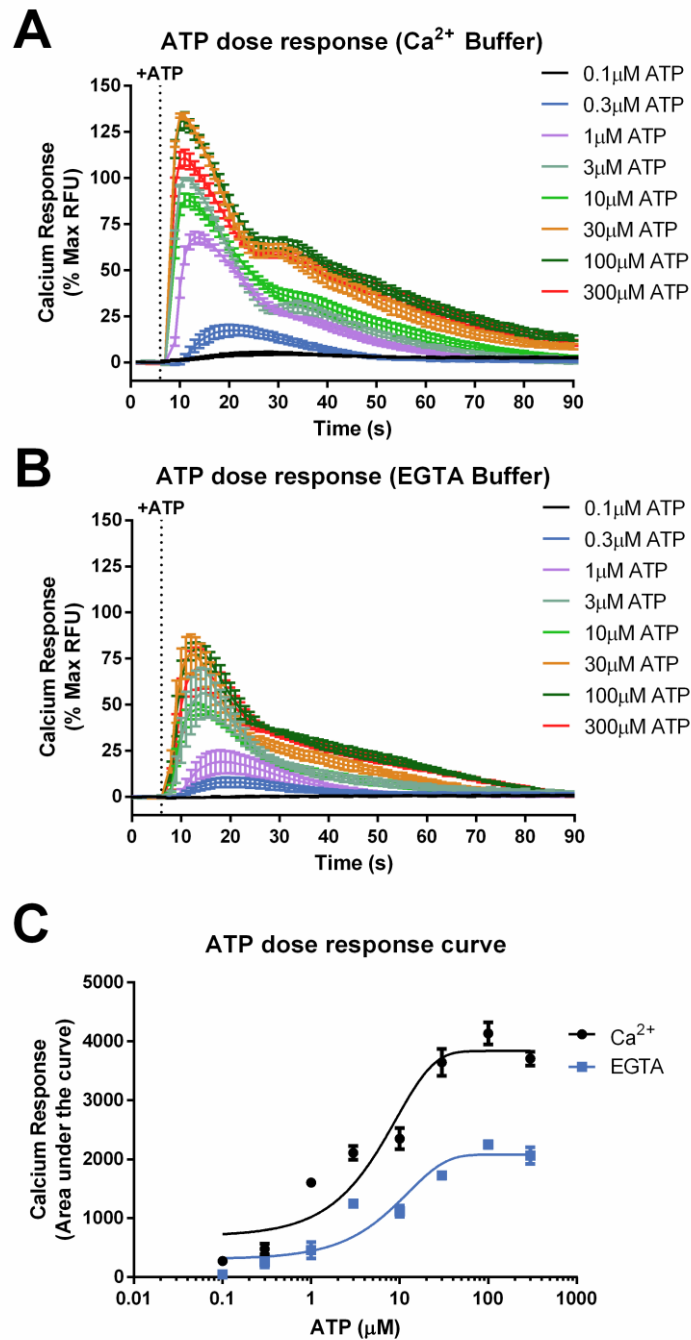 A
ATP dose response (Ca²⁺ Buffer)
+ATP
150
125
100
75
50
25
0
Calcium Response
(% Max RFU)
10 20 30 40 50 60 70 80 90
Time (s)
0.1μM ATP
0.3μM ATP
1μM ATP
3μM ATP
10μM ATP
30μM ATP
100μM ATP
300μM ATP
B
ATP dose response (EGTA Buffer)
+ATP
150
125
100
75
50
25
0
Calcium Response
(% Max RFU)
0 10 20 30 40 50 60 70 80 90
Time (s)
0.1μM ATP
0.3μM ATP
1μM ATP
3μM ATP
10μM ATP
30μM ATP
100μM ATP
300μM ATP
C
ATP dose response curve
5000
4000
3000
2000
1000
0
Calcium Response
(Area under the curve)
0.01 0.1 1 10 100 1000
ATP (μM)
Ca²⁺
EGTA